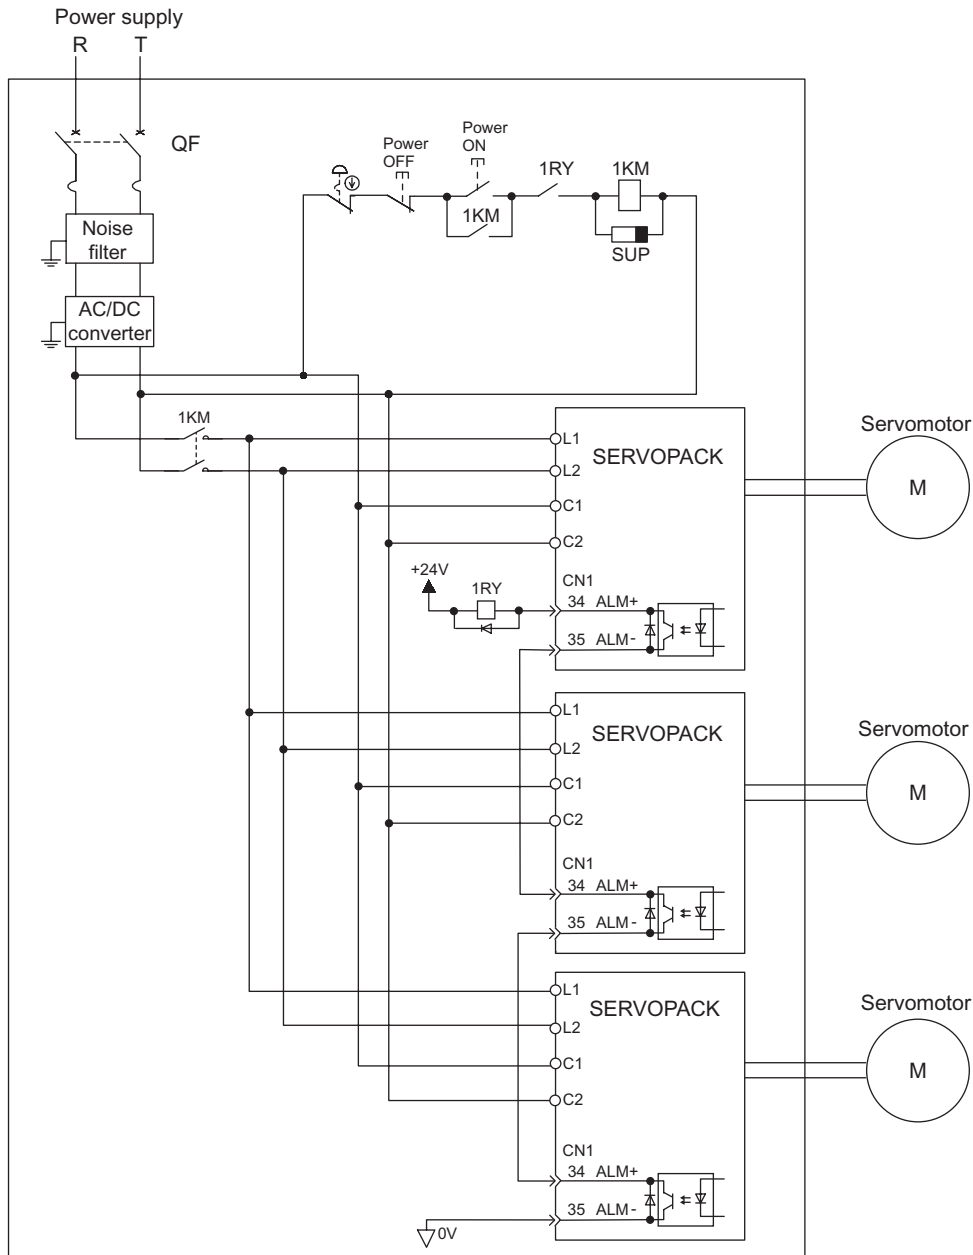 Power supply
R T
QF
Power
OFF
Power
ON
1RY
1KM
1KM
SUP
Noise
filter
AC/DC
converter
1KM
L1
SERVOPACK
L2
C1
C2
Servomotor
M
+24V
1RY
CN1
34 ALM+
35 ALM-
L1
SERVOPACK
L2
C1
C2
Servomotor
M
CN1
34 ALM+
35 ALM-
L1
SERVOPACK
L2
C1
C2
Servomotor
M
CN1
34 ALM+
35 ALM-
0V